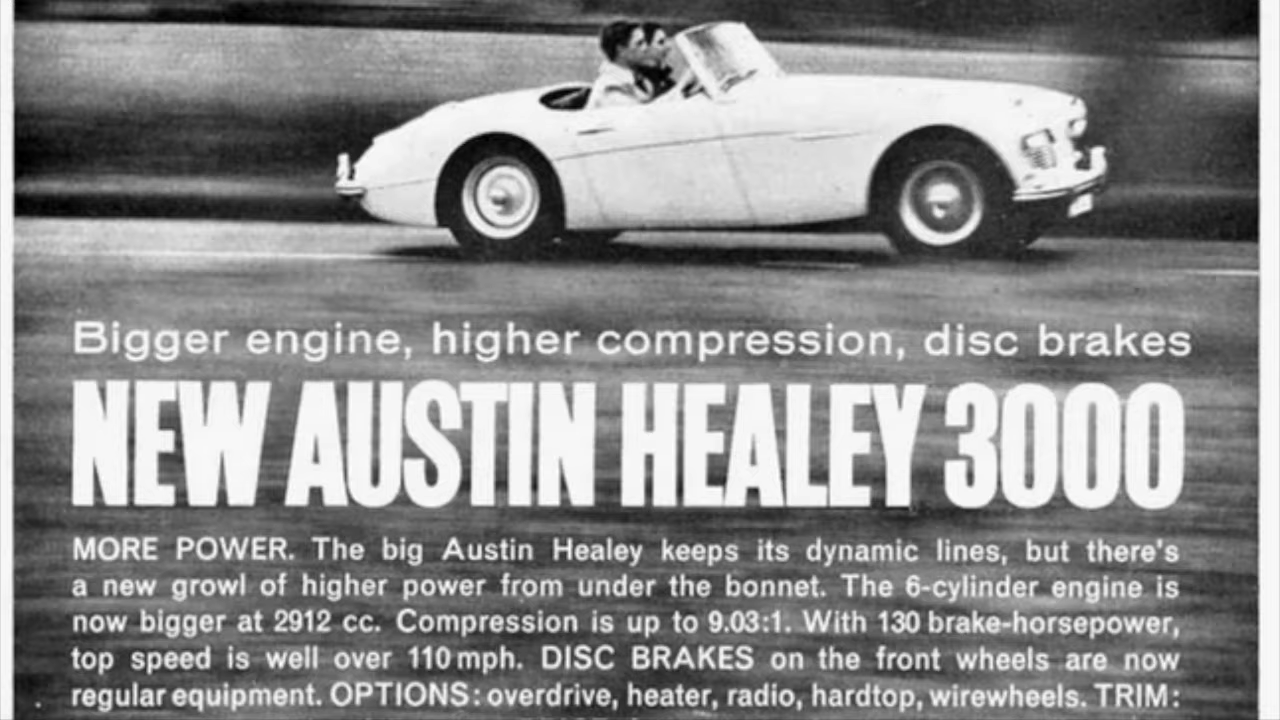 Bigger engine, higher compression, disc brakes
NEW AUSTIN HEALEY 3000
MORE POWER. The big Austin Healey keeps its dynamic lines, but there's
a new growl of higher power from under the bonnet. The 6-cylinder engine is
now bigger at 2912 cc. Compression is up to 9.03:1. With 130 brake-horsepower,
top speed is well over 110 mph. DISC BRAKES on the front wheels are now
regular equipment. OPTIONS: overdrive, heater, radio, hardtop, wirewheels. TRIM: